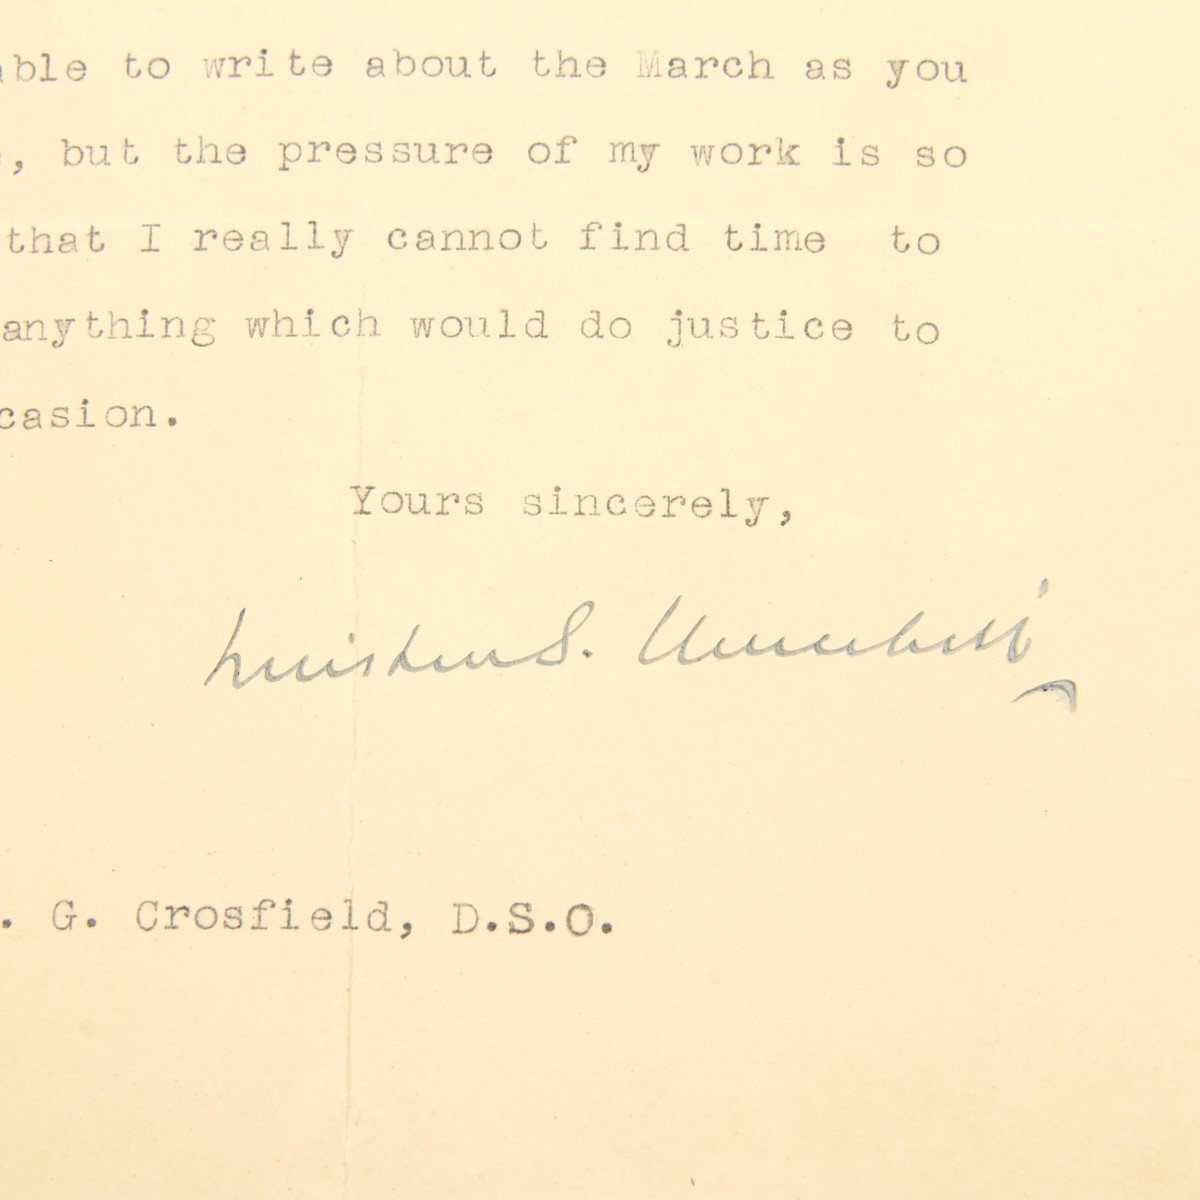 able to write about the March as you
, but the pressure of my work is so
that I really cannot find time to
anything which would do justice to
casion.
Yours sincerely,
Winston S. Churchill
. G. Crosfield, D.S.O.